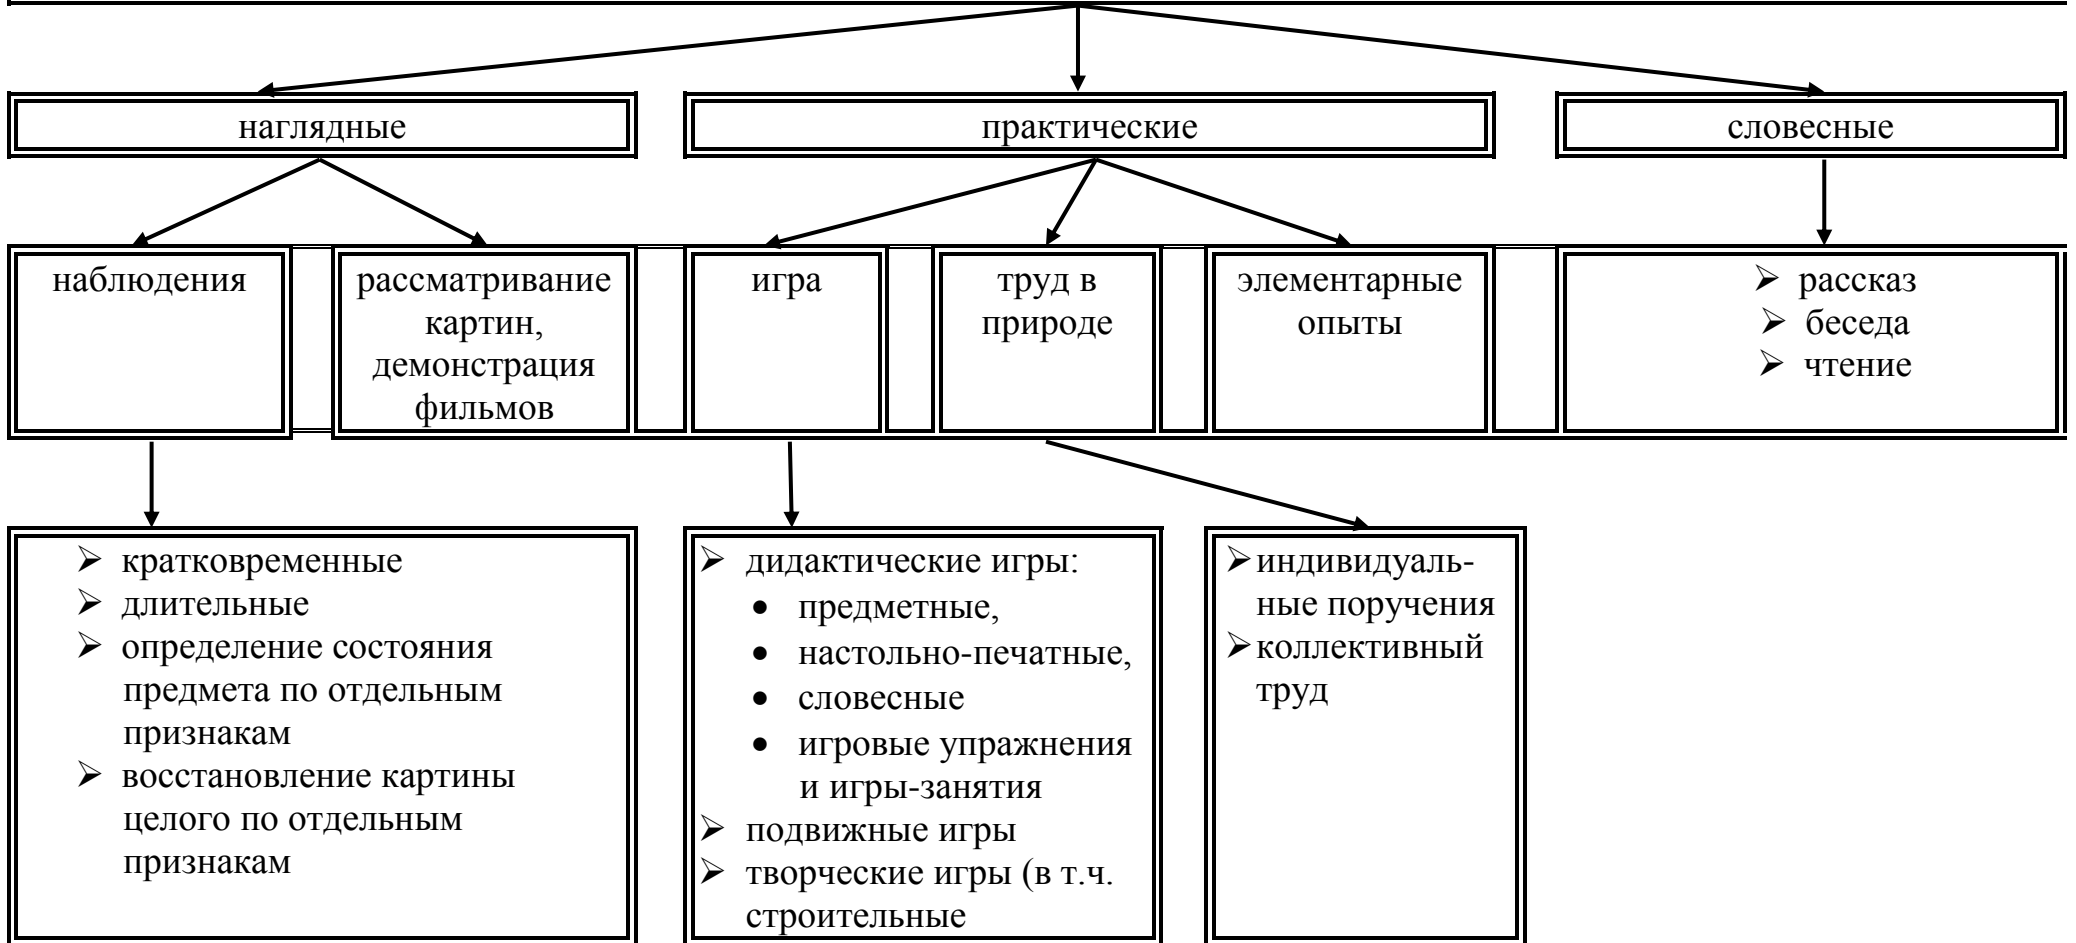 наглядные
практические
словесные
наблюдения
рассматривание
картин,
демонстрация
фильмов
игра
труд в
природе
элементарные
опыты
➢ рассказ
➢ беседа
➢ чтение
➢ кратковременные
➢ длительные
➢ определение состояния
предмета по отдельным
признакам
➢ восстановление картины
целого по отдельным
признакам
➢ дидактические игры:
• предметные,
• настольно-печатные,
• словесные
• игровые упражнения
и игры-занятия
➢ подвижные игры
➢ творческие игры (в т.ч.
строительные
➢ индивидуаль-
ные поручения
➢ коллективный
труд